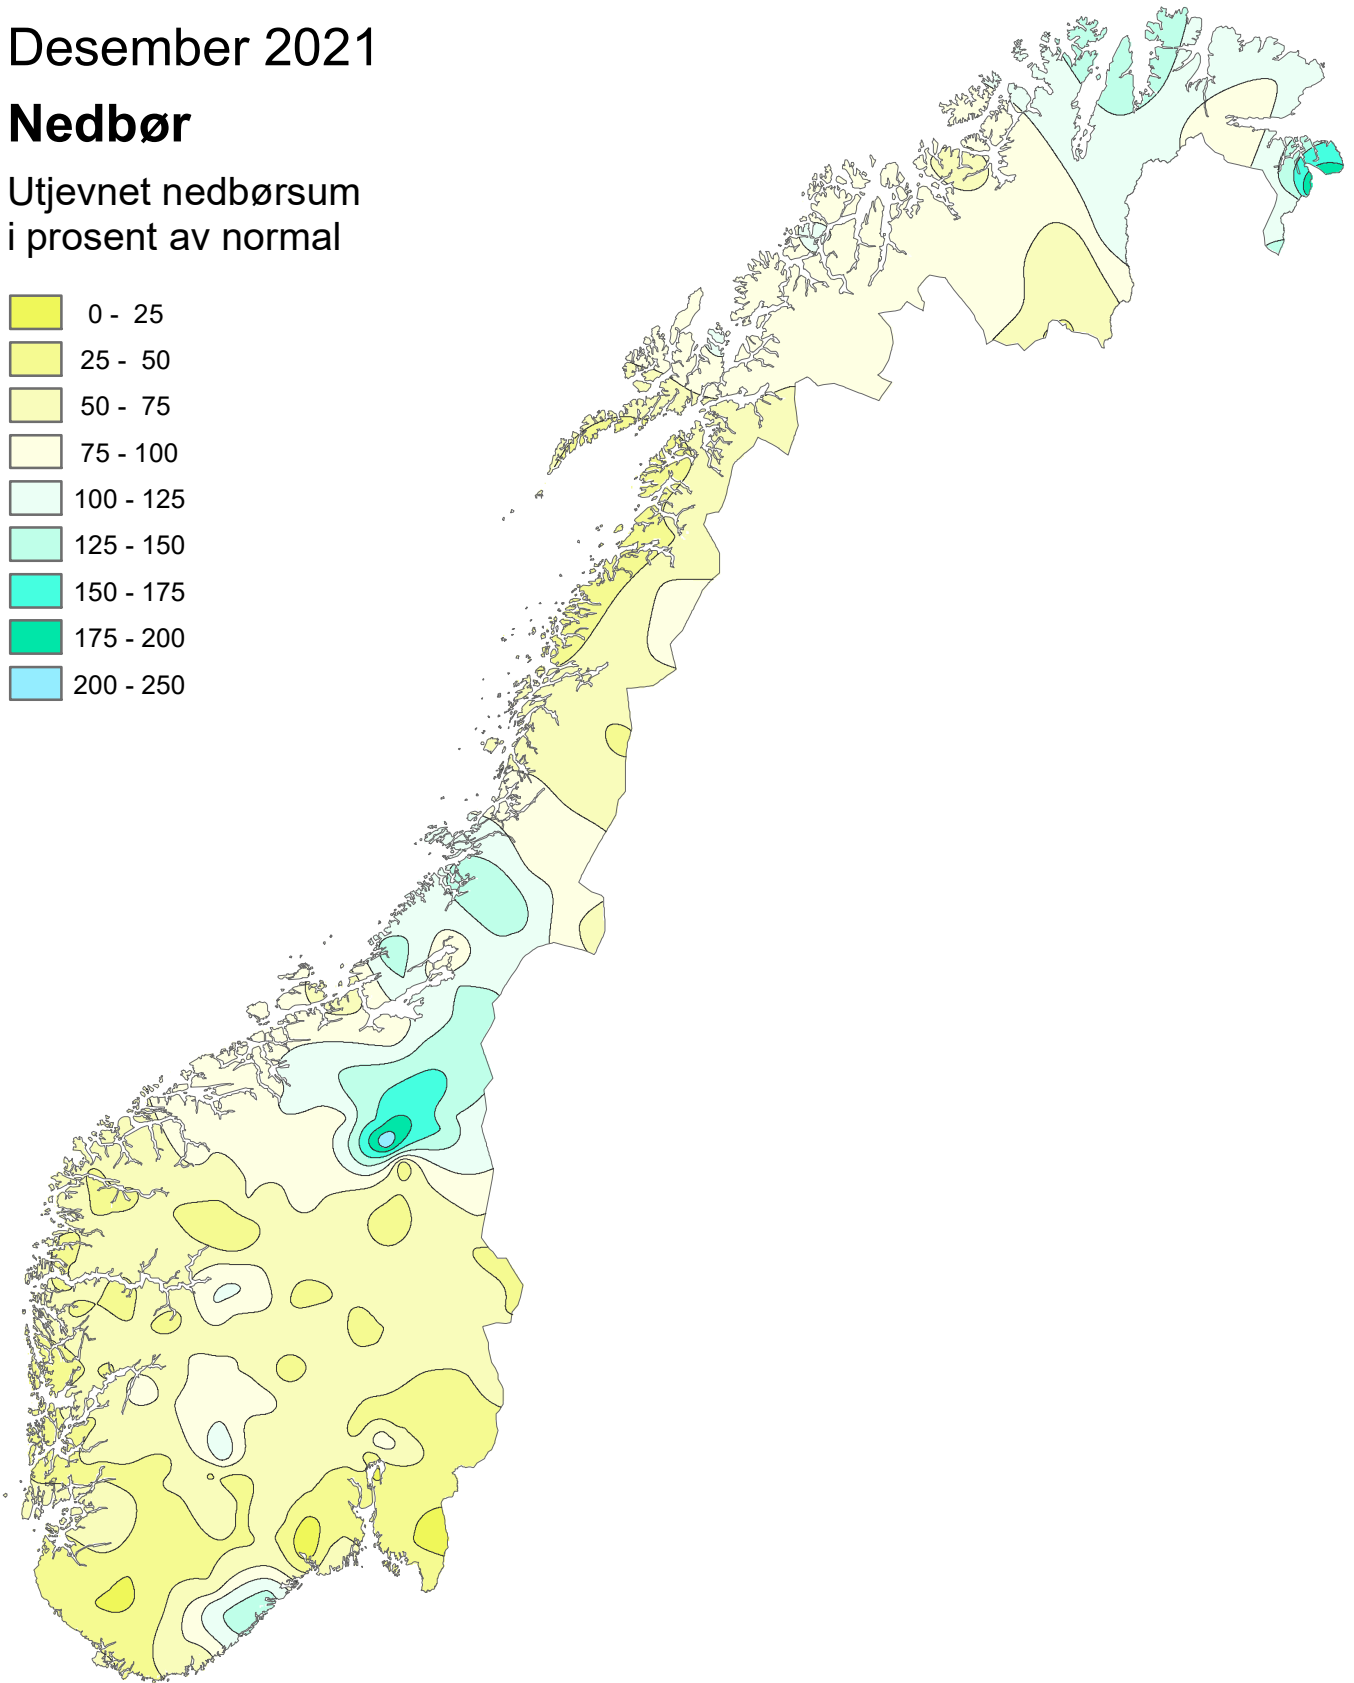 Desember 2021
Nedbør
Utjevnet nedbørsum
i prosent av normal
0 - 25
25 - 50
50 - 75
75 - 100
100 - 125
125 - 150
150 - 175
175 - 200
200 - 250